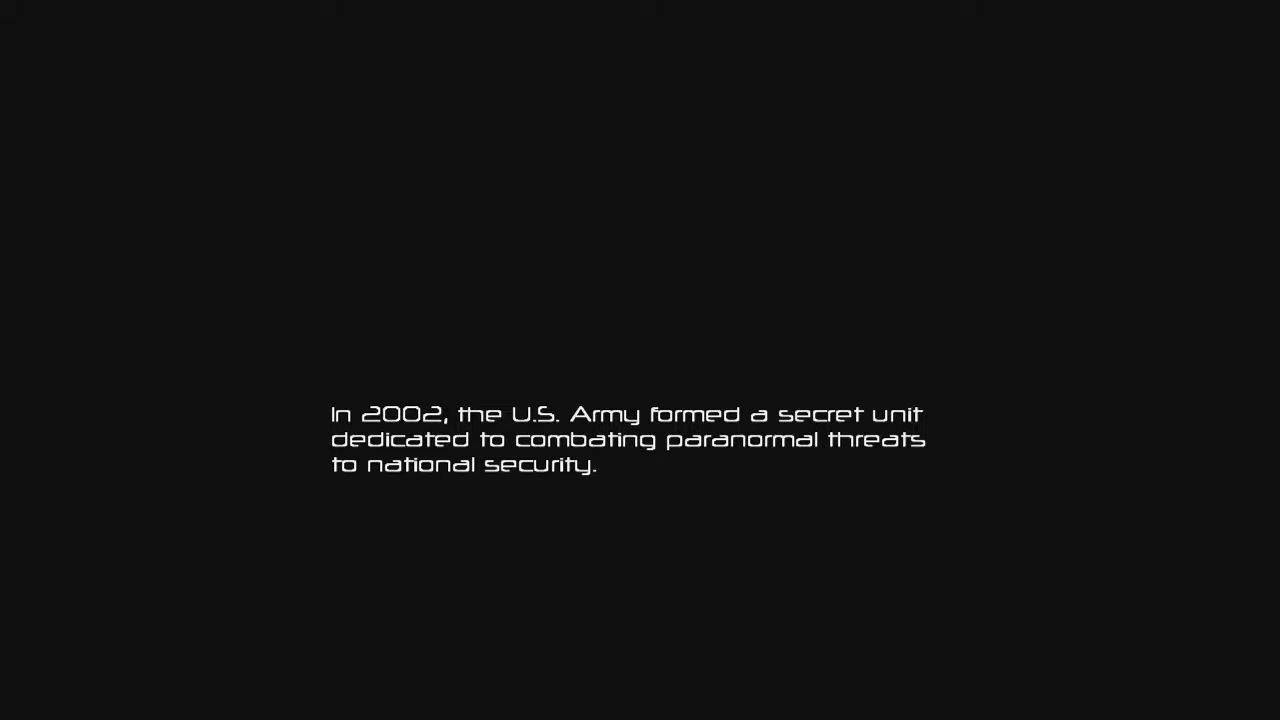 In 2002, the U.S. Army formed a secret unit
dedicated to combating paranormal threats
to national security.